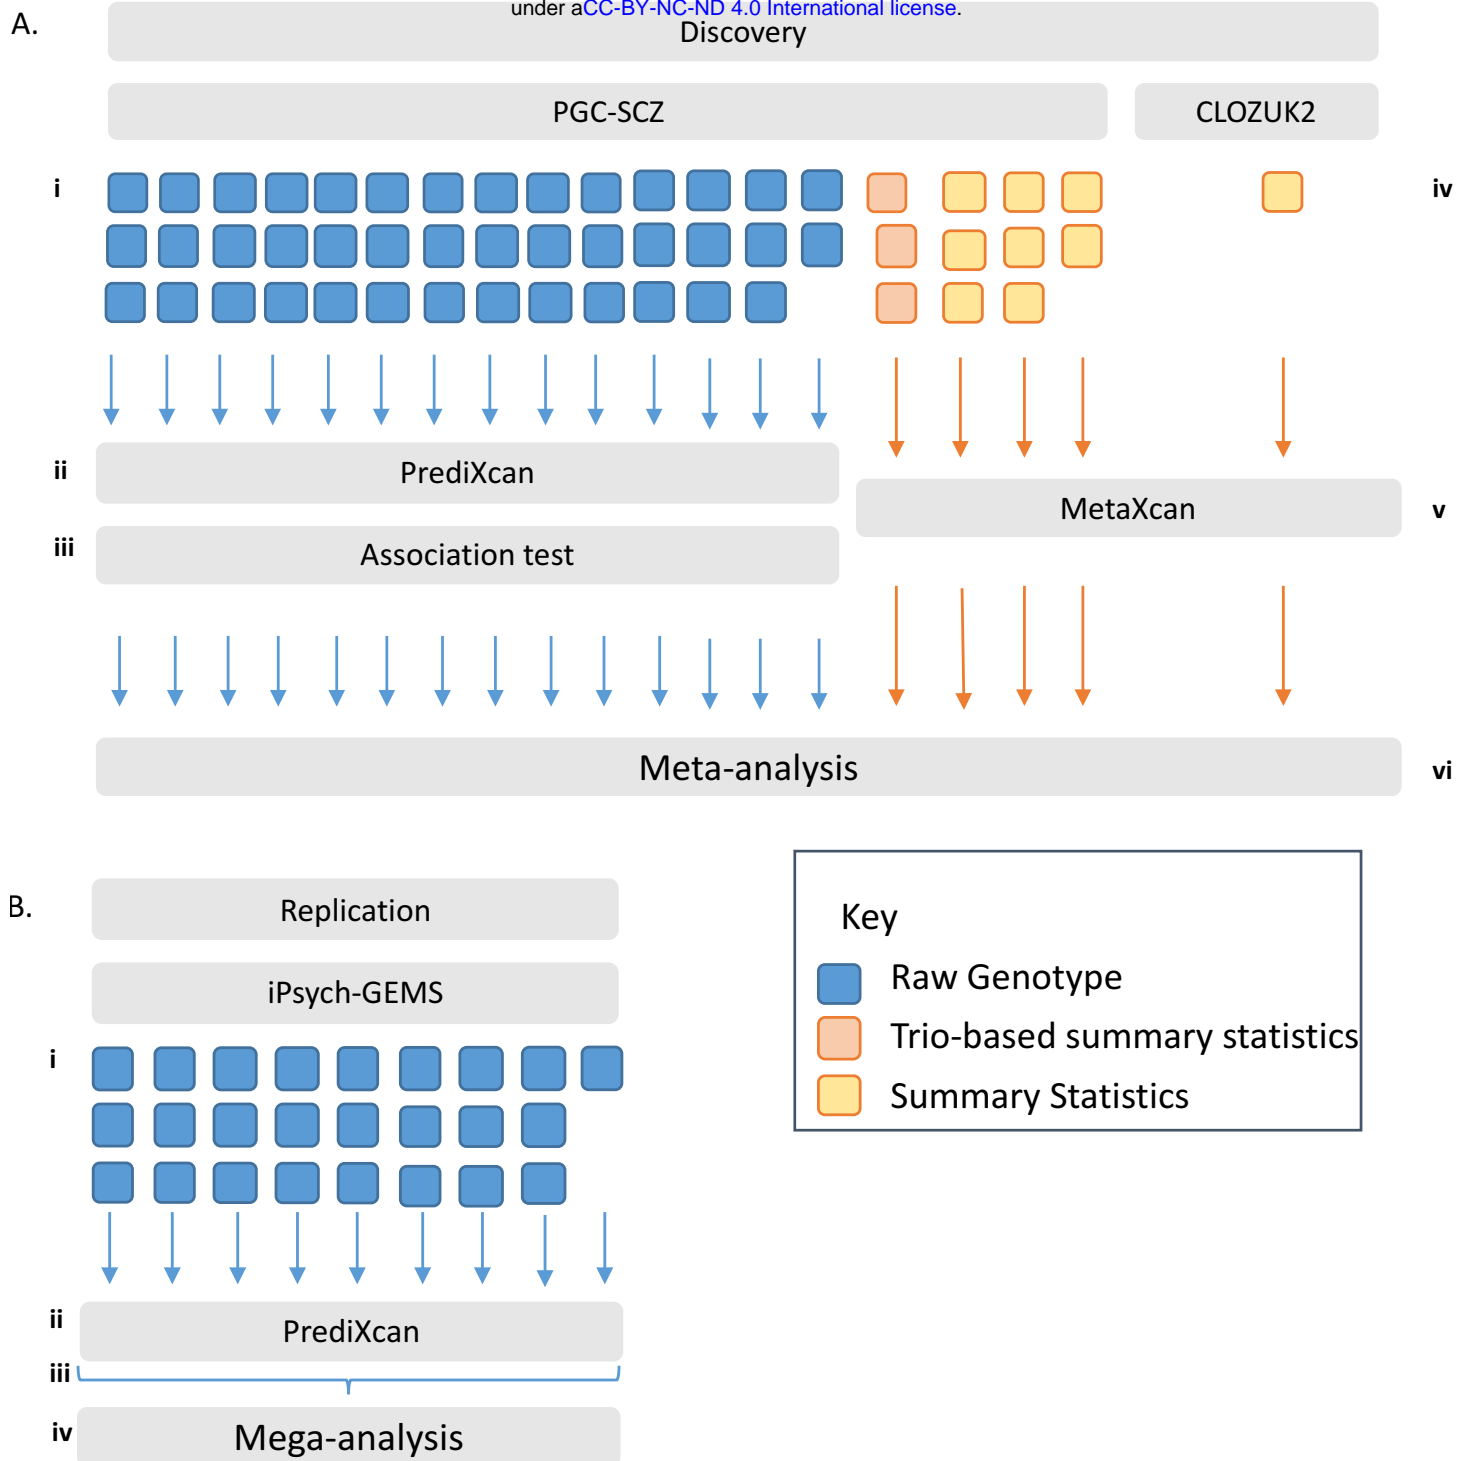 under aCC-BY-NC-ND 4.0 International license.
A.
Discovery
PGC-SCZ
CLOZUK2
i
iv
ii
PrediXcan
MetaXcan
v
iii
Association test
Meta-analysis
vi
B.
Replication
iPsych-GEMS
i
ii
PrediXcan
iii
iv
Mega-analysis
Key
Raw Genotype
Trio-based summary statistics
Summary Statistics